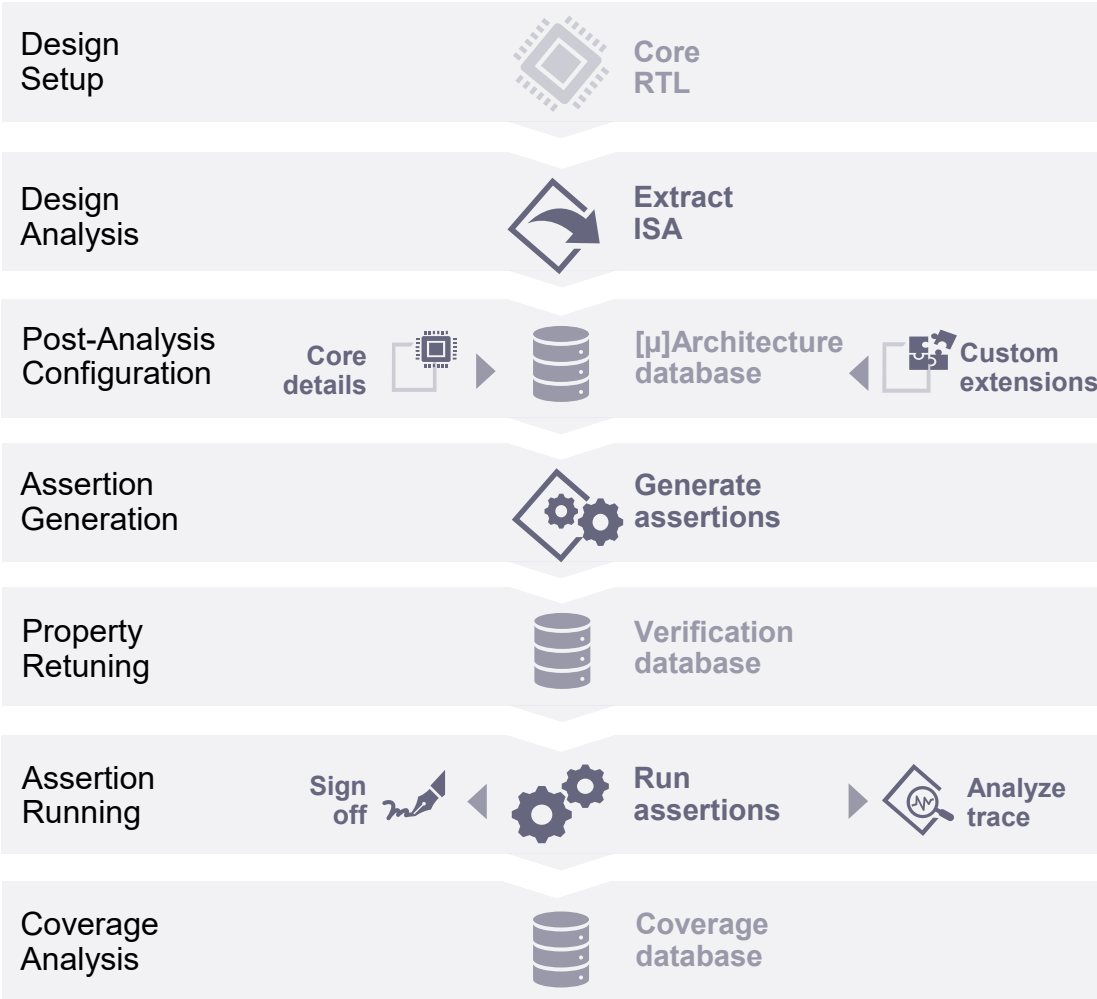 Design
Setup
Core
RTL
Design
Analysis
Extract
ISA
Post-Analysis
Configuration
Core
details
[µ]Architecture
database
Custom
extensions
Assertion
Generation
Generate
assertions
Property
Retuning
Verification
database
Assertion
Running
Sign
off
Run
assertions
Analyze
trace
Coverage
Analysis
Coverage
database